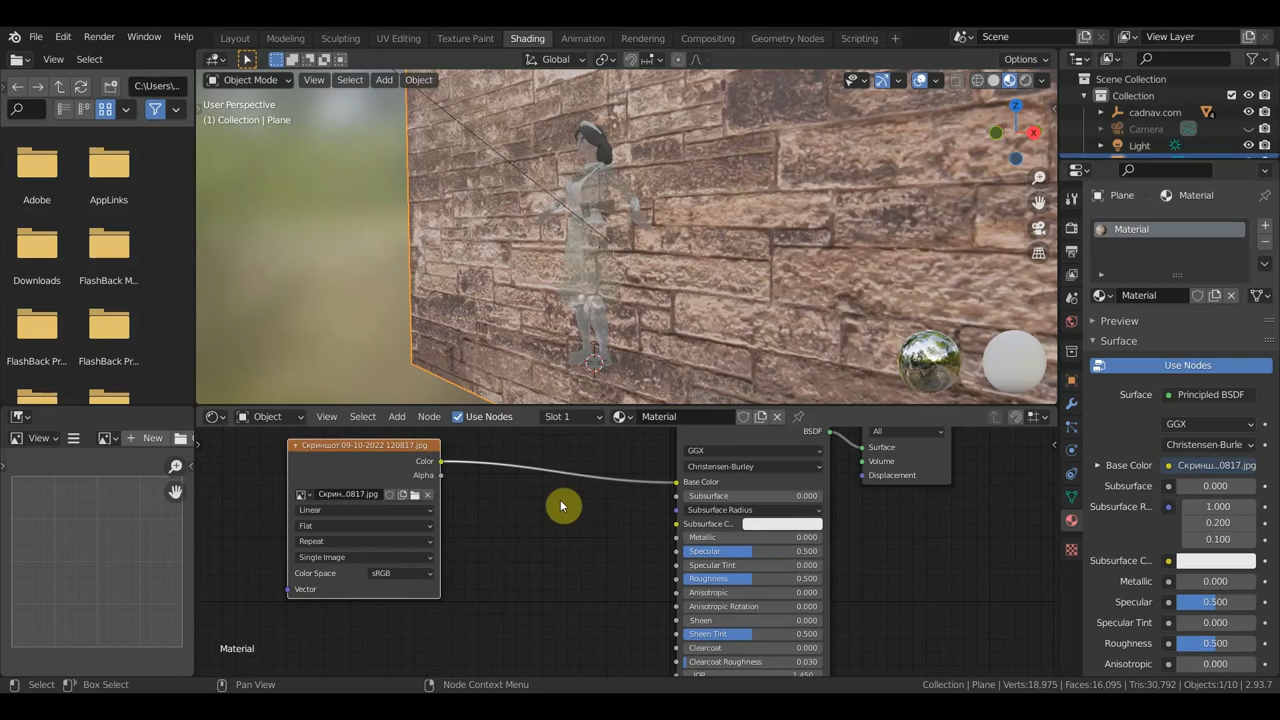 File Edit Render Window Help
Layout Modeling Sculpting UV Editing Texture Paint Shading Animation Rendering Compositing Geometry Nodes Scripting +
Scene View Layer
View Select
Global
Options
C:\Users\...
Object Mode View Select Add Object
User Perspective
(1) Collection | Plane
Adobe
AppLinks
Downloads
FlashBack M...
FlashBack Pr...
FlashBack Pr...
Z
X
Scene Collection
Collection
cadnav.com 4
Camera
Light
Plane > Material
Material
Material
Preview
Surface
Use Nodes
Surface Principled BSDF
GGX
Christensen-Burle
Base Color Скринш...0817.jpg
Subsurface 0.000
Subsurface R... 1.000
0.200
0.100
Subsurface C...
Metallic 0.000
Specular 0.500
Specular Tint 0.000
Roughness 0.500
Anisotropic 0.000
View + New
Object View Select Add Node Use Nodes Slot 1 Material
Скриншот 09-10-2022 120817.jpg
Color
Alpha
Скрин...0817.jpg
Linear
Flat
Repeat
Single Image
Color Space sRGB
Vector
Material
BSDF
GGX
Christensen-Burley
Base Color
Subsurface 0.000
Subsurface Radius
Subsurface C...
Metallic 0.000
Specular 0.500
Specular Tint 0.000
Roughness 0.500
Anisotropic 0.000
Anisotropic Rotation 0.000
Sheen 0.000
Sheen Tint 0.500
Clearcoat 0.000
Clearcoat Roughness 0.030
IOR 1.450
All
Surface
Volume
Displacement
Select Box Select Pan View Node Context Menu
Collection | Plane | Verts:18,975 | Faces:16,095 | Tris:30,792 | Objects:1/10 | 2.93.7